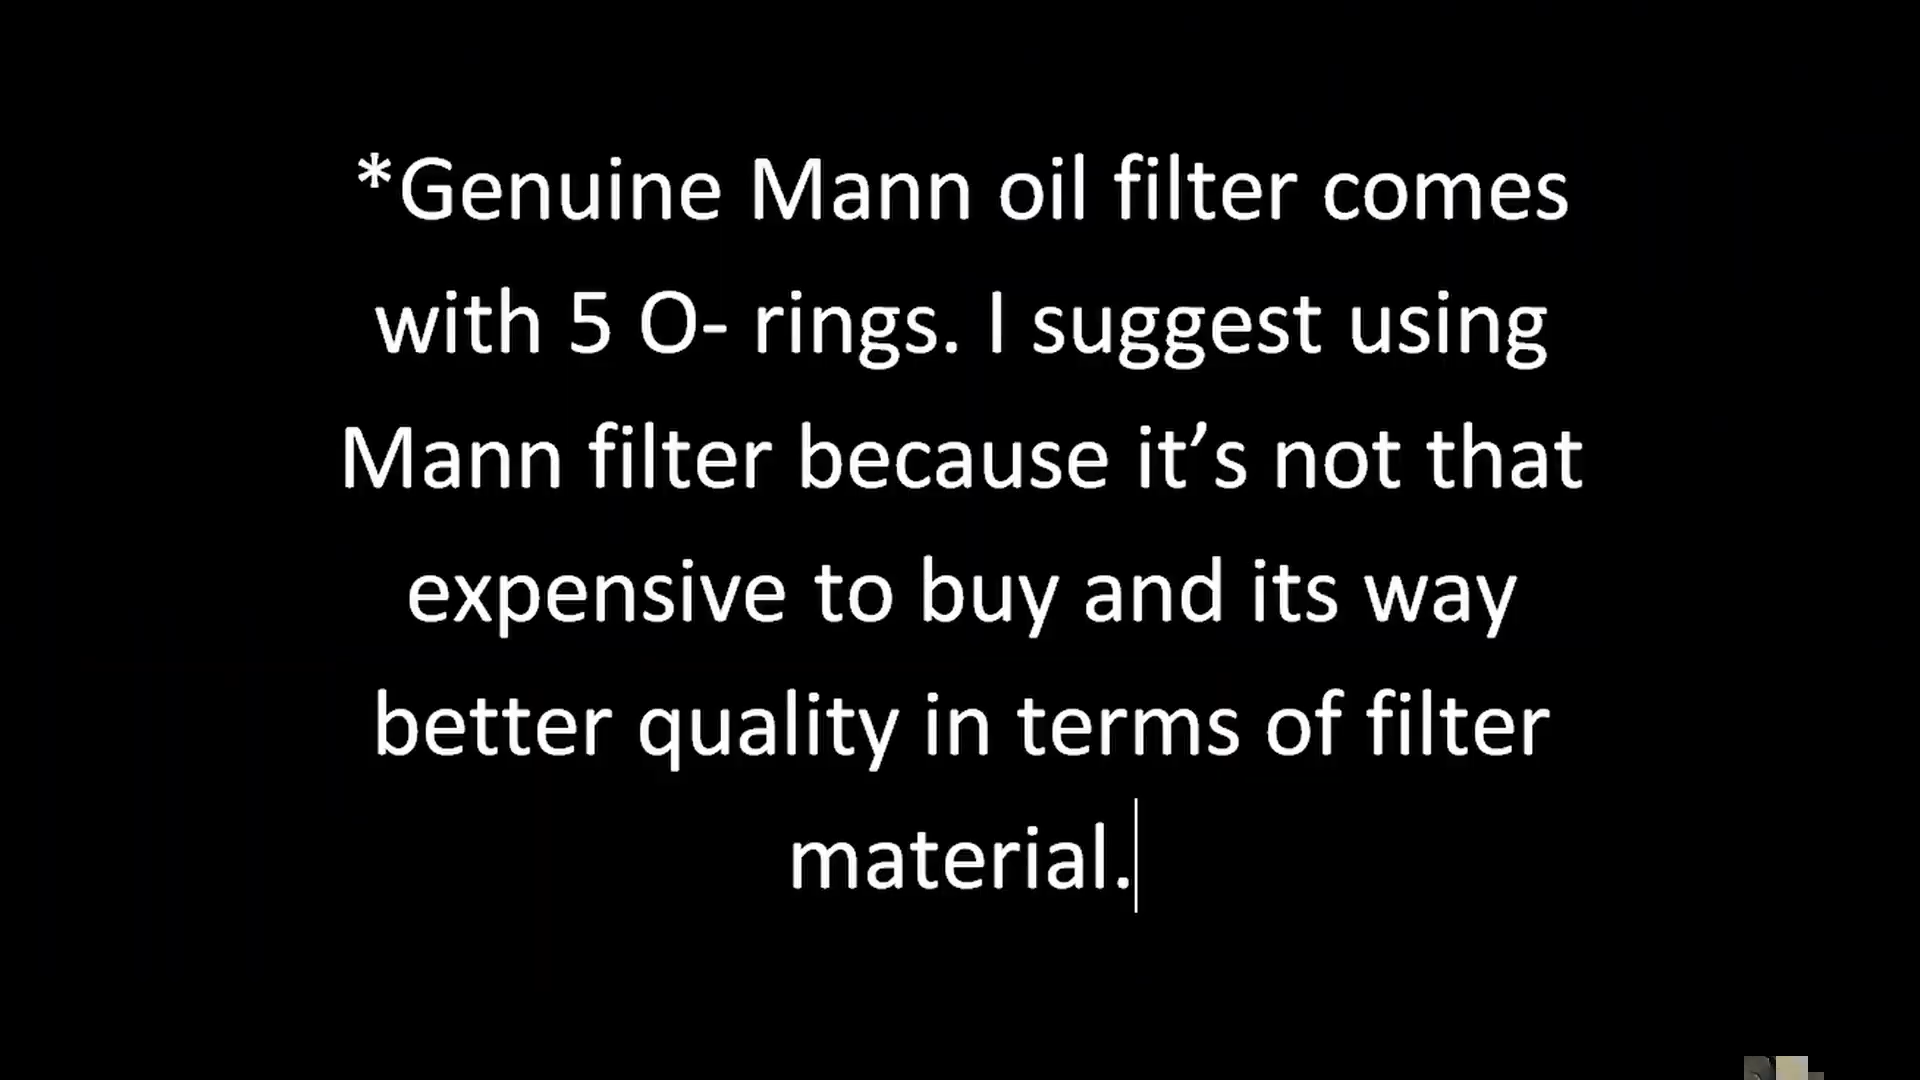 *Genuine Mann oil filter comes
with 5 O- rings. I suggest using
Mann filter because it’s not that
expensive to buy and its way
better quality in terms of filter
material.